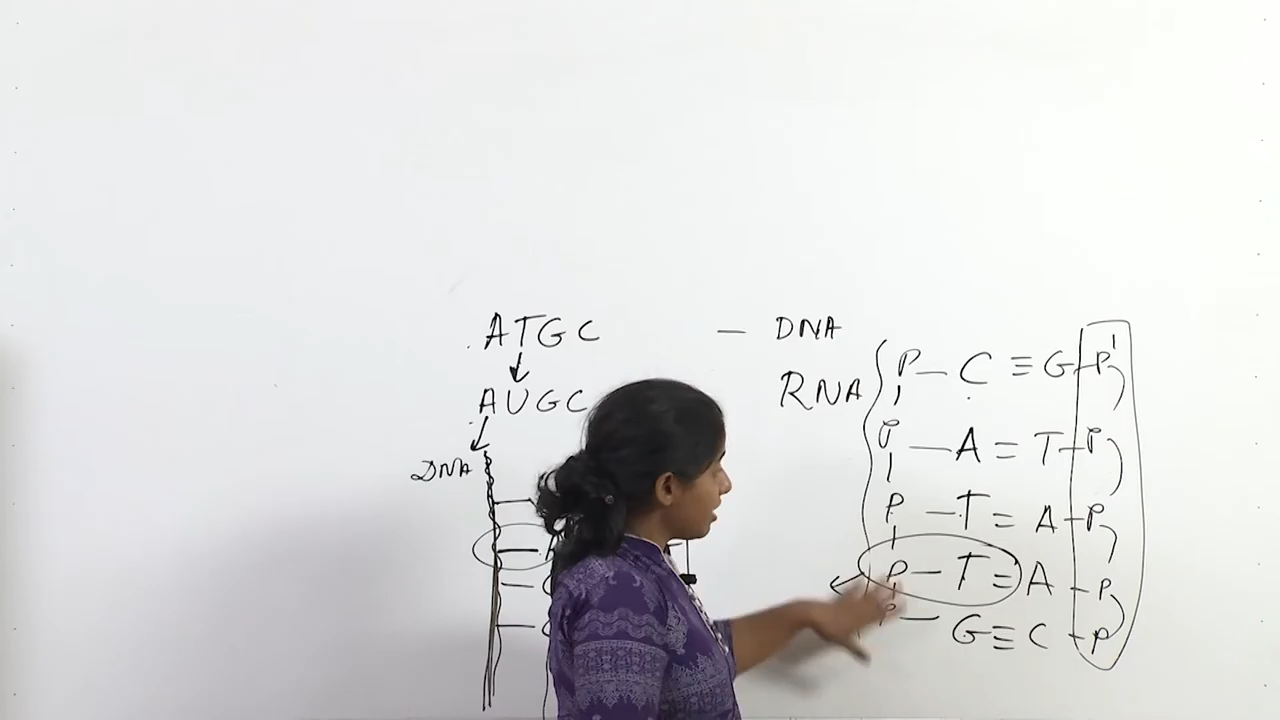 ATGC — DNA
AUGC
RNA
DNA
P — C ≡ G - P
P — A = T - P
P — T = A - P
P — T = A - P
P — G ≡ C - P